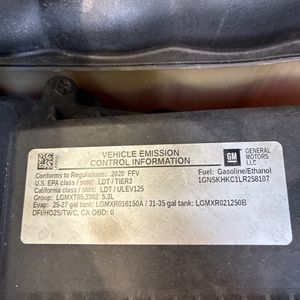 VEHICLE EMISSION
CONTROL INFORMATION
GM
GENERAL
MOTORS
LLC
Conforms to Regulations: 2020 FFV
Fuel: Gasoline/Ethanol
U.S. EPA class / stds: LDT / TIER3
1GNSKHKC1LR258107
California class / stds: LDT / ULEV125
Group: LGMXT05.3382 5.3L
Evap: 25-27 gal tank: LGMXR016150A / 31-35 gal tank: LGMXR021250B
DFI/HO2S/TWC, CA OBD: II